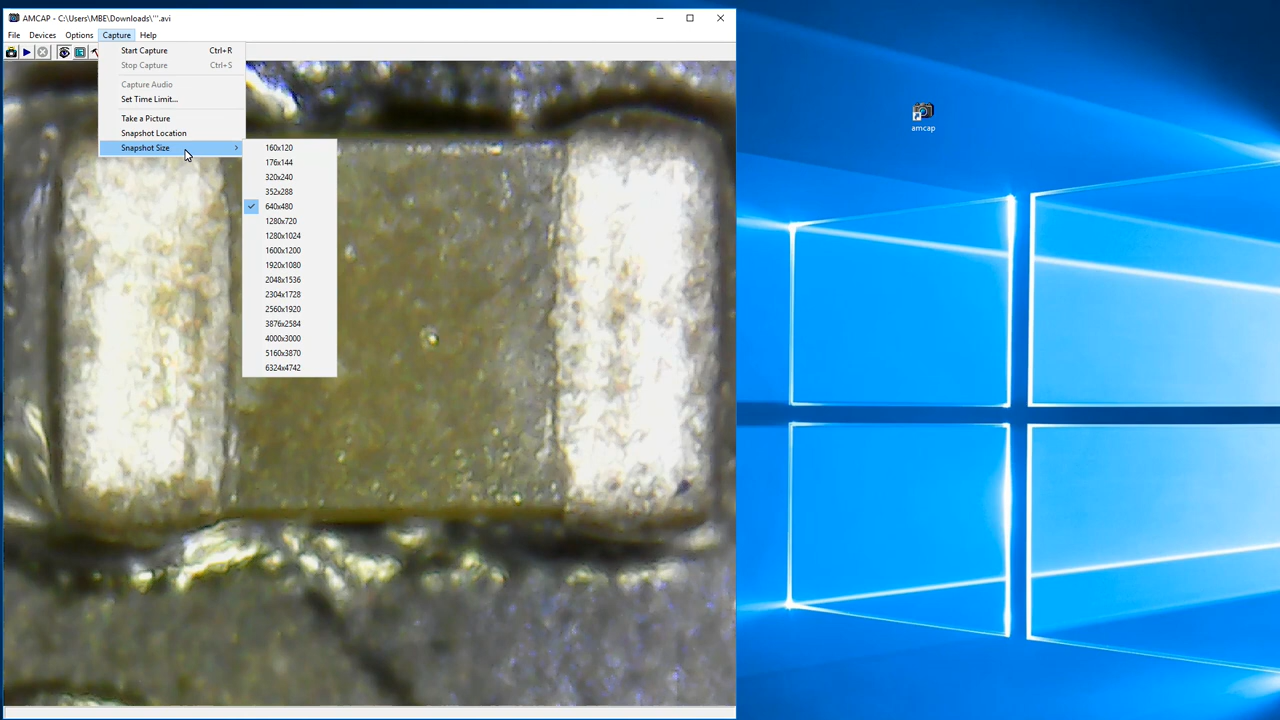 AMCAP - C:\Users\MBE\Downloads\"'.avi
File Devices Options Capture Help
Start Capture Ctrl+R
Stop Capture Ctrl+S
Capture Audio
Set Time Limit...
Take a Picture
Snapshot Location
Snapshot Size
160x120
176x144
320x240
352x288
640x480
1280x720
1280x1024
1600x1200
1920x1080
2048x1536
2304x1728
2560x1920
3876x2584
4000x3000
5160x3870
6324x4742
amcap